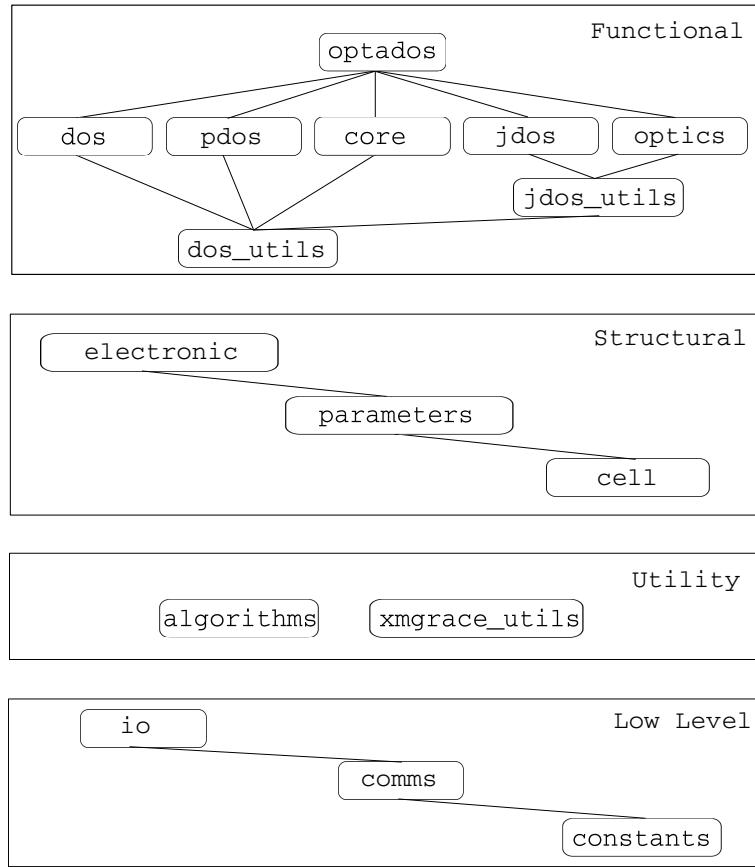 Functional
optados
dos
pdos
core
jdos
optics
jdos_utils
dos_utils
Structural
electronic
parameters
cell
Utility
algorithms
xmgrace_utils
Low Level
io
comms
constants